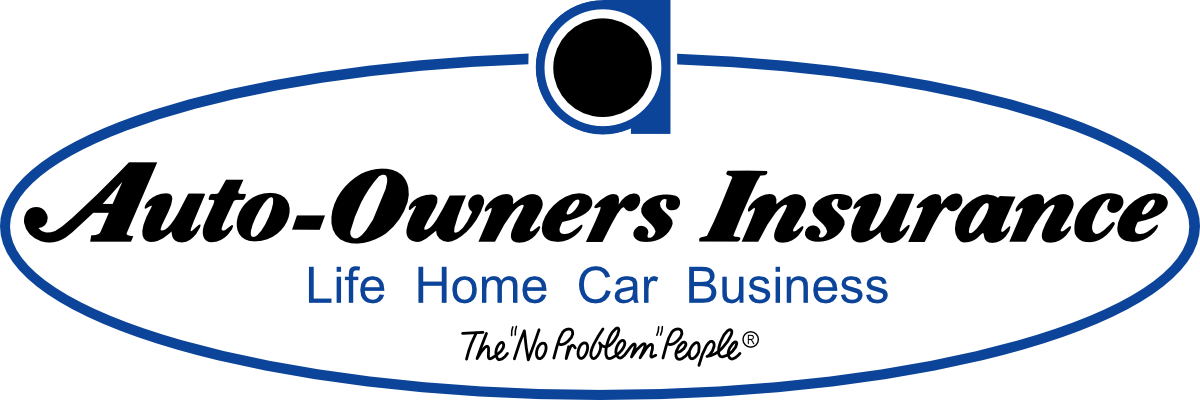 a
Auto-Owners Insurance
Life Home Car Business
The "No Problem" People®